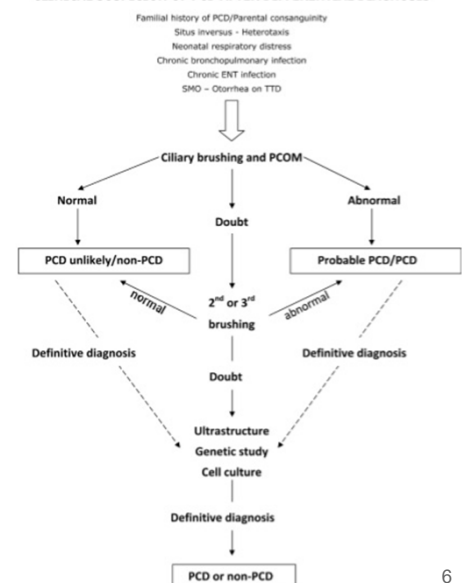 Familial history of PCD/Parental consanguinity
Situs inversus - Heterotaxis
Neonatal respiratory distress
Chronic bronchopulmonary infection
Chronic ENT infection
SMO – Otorrhea on TTD
Ciliary brushing and PCOM
Normal
Abnormal
Doubt
PCD unlikely/non-PCD
Probable PCD/PCD
normal
2nd or 3rd
abnormal
brushing
Definitive diagnosis
Definitive diagnosis
Doubt
Ultrastructure
Genetic study
Cell culture
Definitive diagnosis
PCD or non-PCD
6